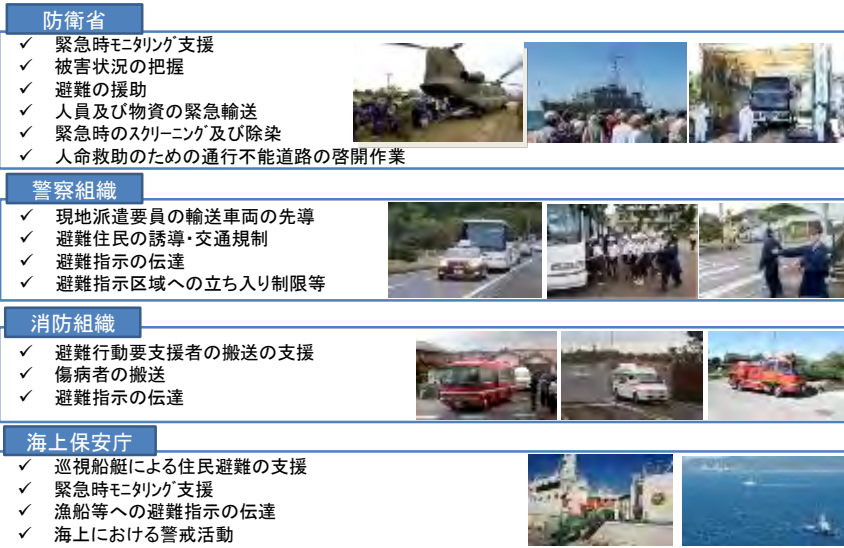 防衛省
✓ 緊急時ﾓﾆﾀﾘﾝｸﾞ支援
✓ 被害状況の把握
✓ 避難の援助
✓ 人員及び物資の緊急輸送
✓ 緊急時のｽｸﾘｰﾆﾝｸﾞ及び除染
✓ 人命救助のための通行不能道路の啓開作業
警察組織
✓ 現地派遣要員の輸送車両の先導
✓ 避難住民の誘導・交通規制
✓ 避難指示の伝達
✓ 避難指示区域への立ち入り制限等
消防組織
✓ 避難行動要支援者の搬送の支援
✓ 傷病者の搬送
✓ 避難指示の伝達
海上保安庁
✓ 巡視船艇による住民避難の支援
✓ 緊急時ﾓﾆﾀﾘﾝｸﾞ支援
✓ 漁船等への避難指示の伝達
✓ 海上における警戒活動